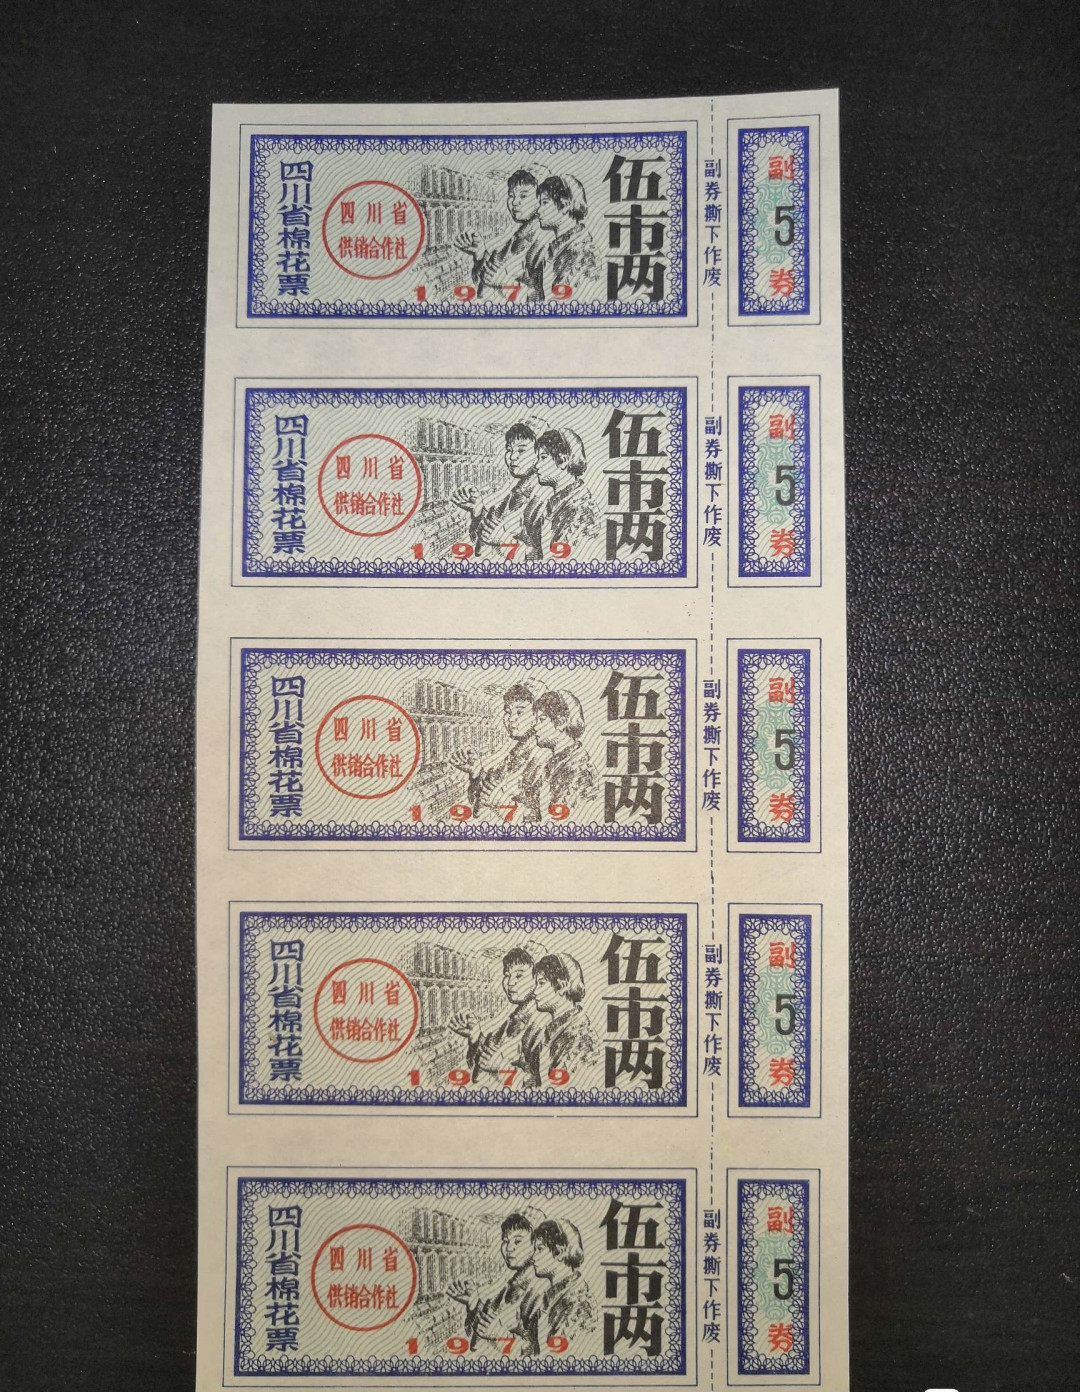 四川省棉花票
四川省
供销合作社
1979
伍市两
副券撕下作废
副
5
券
四川省棉花票
四川省
供销合作社
1979
伍市两
副券撕下作废
副
5
券
四川省棉花票
四川省
供销合作社
1979
伍市两
副券撕下作废
副
5
券
四川省棉花票
四川省
供销合作社
1979
伍市两
副券撕下作废
副
5
券
四川省棉花票
四川省
供销合作社
1979
伍市两
副券撕下作废
副
5
券